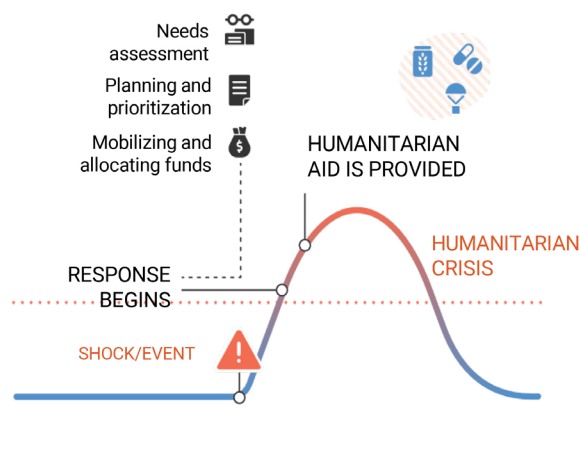 Needs
assessment
Planning and
prioritization
Mobilizing and
allocating funds
$
HUMANITARIAN
AID IS PROVIDED
HUMANITARIAN
CRISIS
RESPONSE
BEGINS
SHOCK/EVENT
!